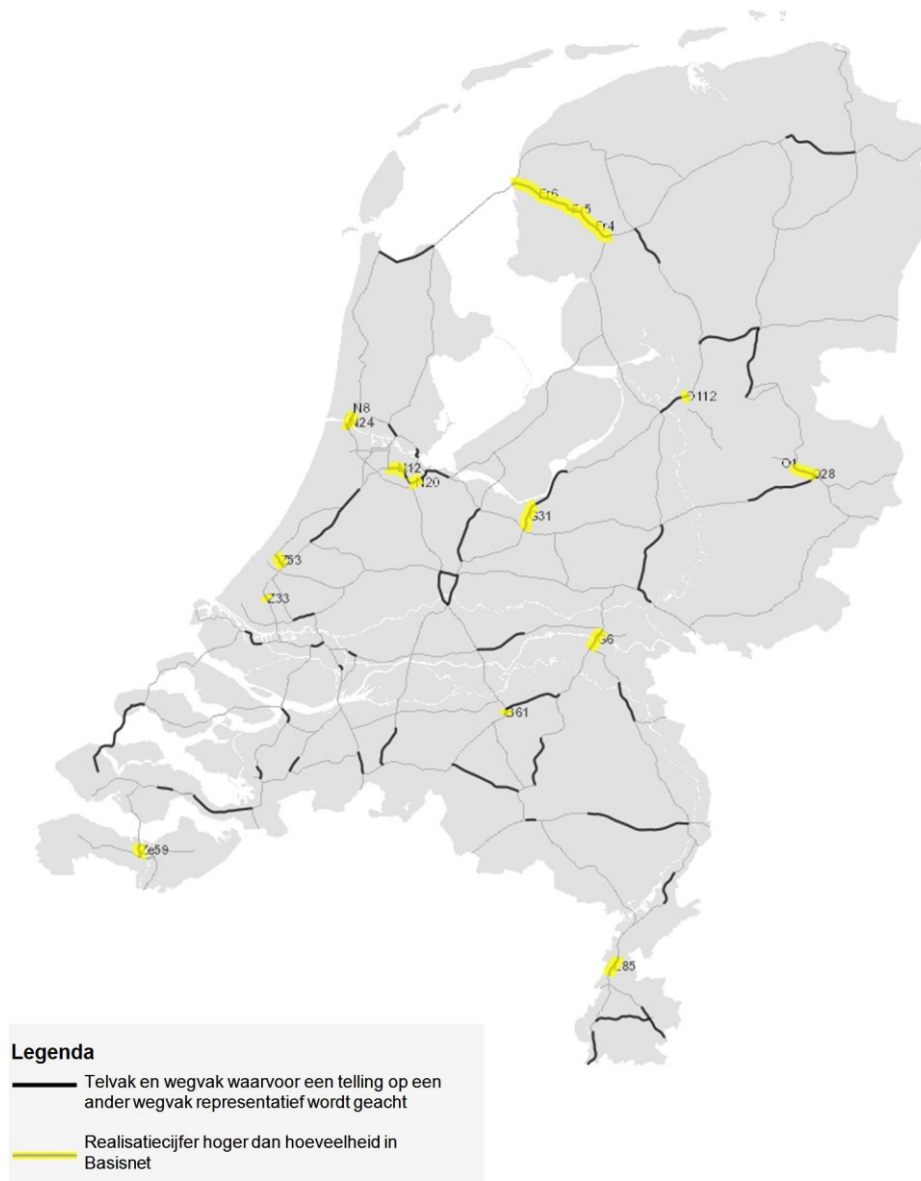 Fr6
Fr5
Fr4
O112
N8
N24
N12
N20
O1
O28
G31
Z53
Z33
G6
B61
Ze59
L85
Legenda
Telvak en wegvak waarvoor een telling op een
ander wegvak representatief wordt geacht
Realisatiecijfer hoger dan hoeveelheid in
Basisnet